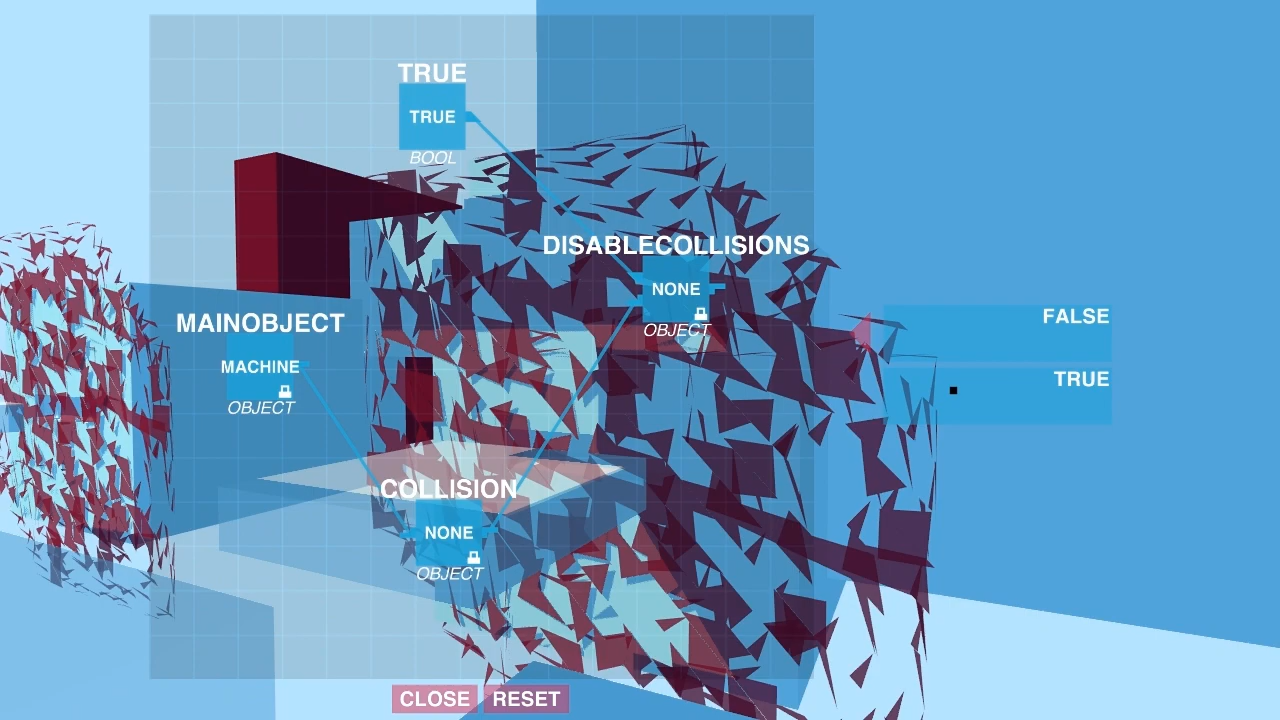 TRUE
TRUE
BOOL
DISABLECOLLISIONS
NONE
OBJECT
MAINOBJECT
MACHINE
OBJECT
COLLISION
NONE
OBJECT
FALSE
TRUE
CLOSE
RESET